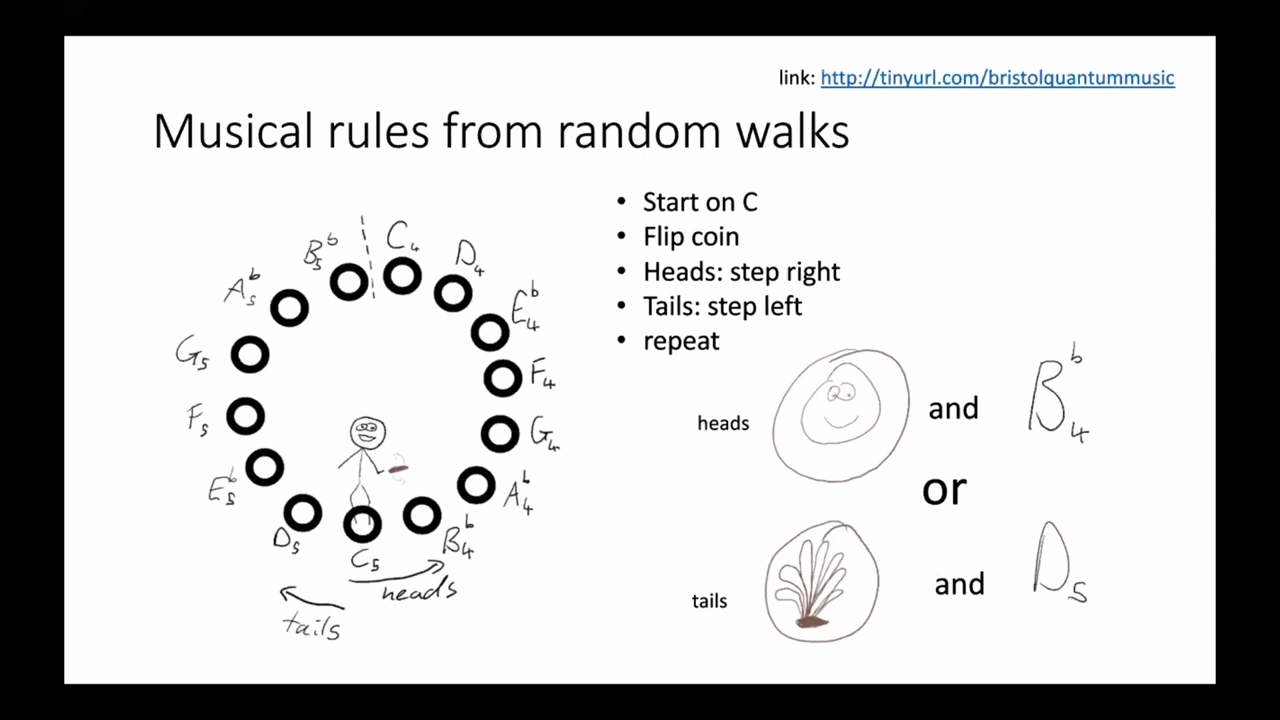 link: http://tinyurl.com/bristolquantummusic
Musical rules from random walks
• Start on C
• Flip coin
• Heads: step right
• Tails: step left
• repeat
C4
D4
E♭4
F4
G4
A♭4
B♭4
C5
D5
E♭5
F5
G5
A♭5
B♭5
heads
tails
heads and B♭4
or
tails and D5